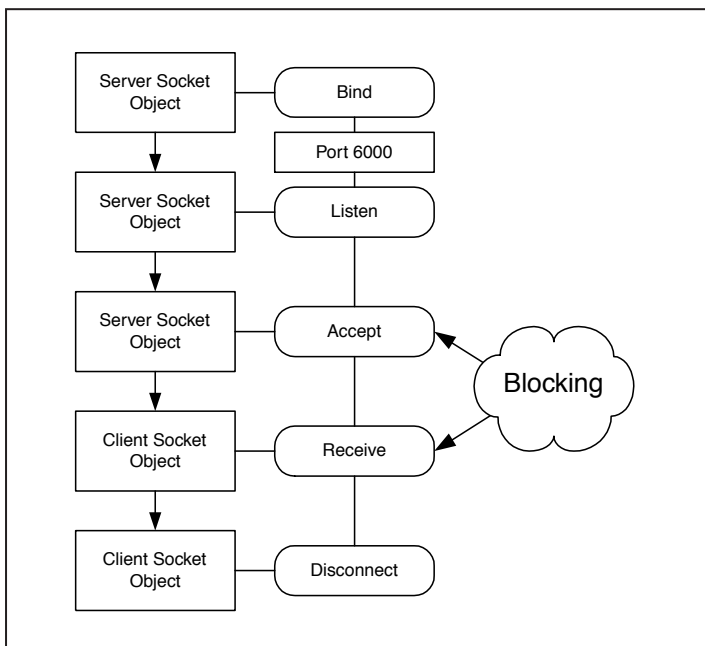 Server Socket
Object
Bind
Port 6000
Server Socket
Object
Listen
Server Socket
Object
Accept
Blocking
Client Socket
Object
Receive
Client Socket
Object
Disconnect